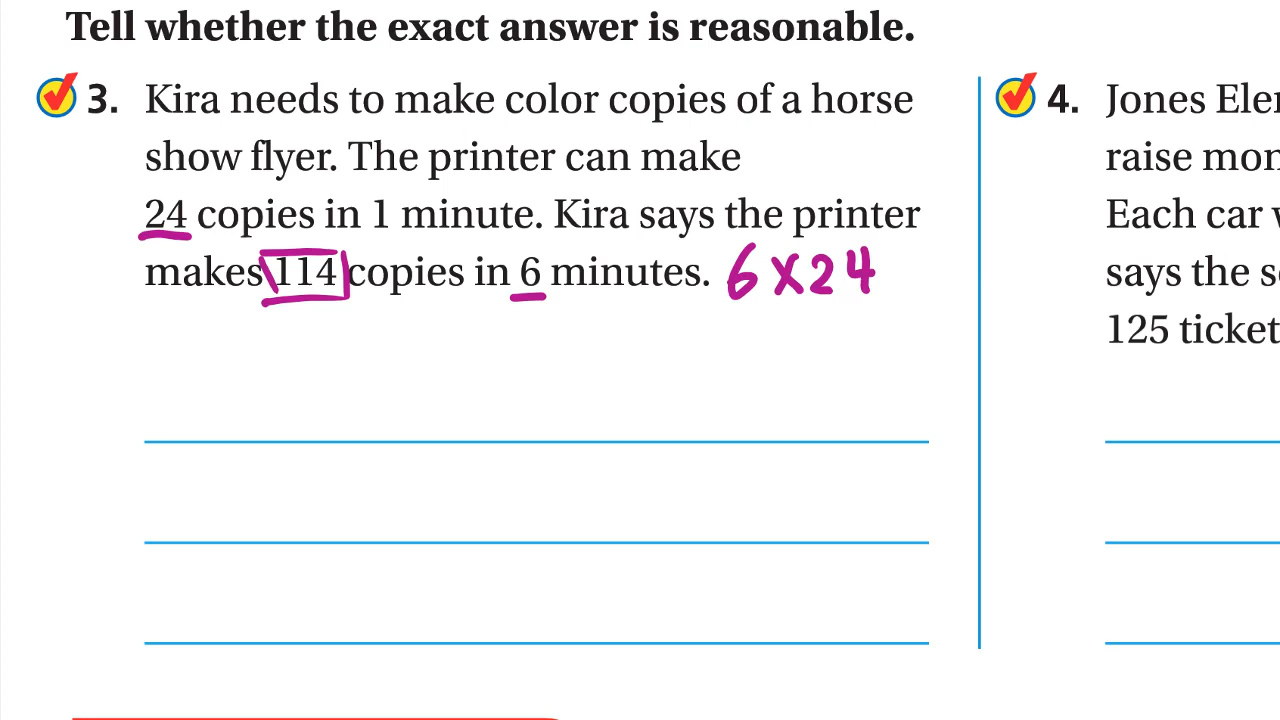 Tell whether the exact answer is reasonable.
3. Kira needs to make color copies of a horse
show flyer. The printer can make
24 copies in 1 minute. Kira says the printer
makes 114 copies in 6 minutes. 6 X 24
4. Jones Ele
raise mon
Each car
says the s
125 ticket